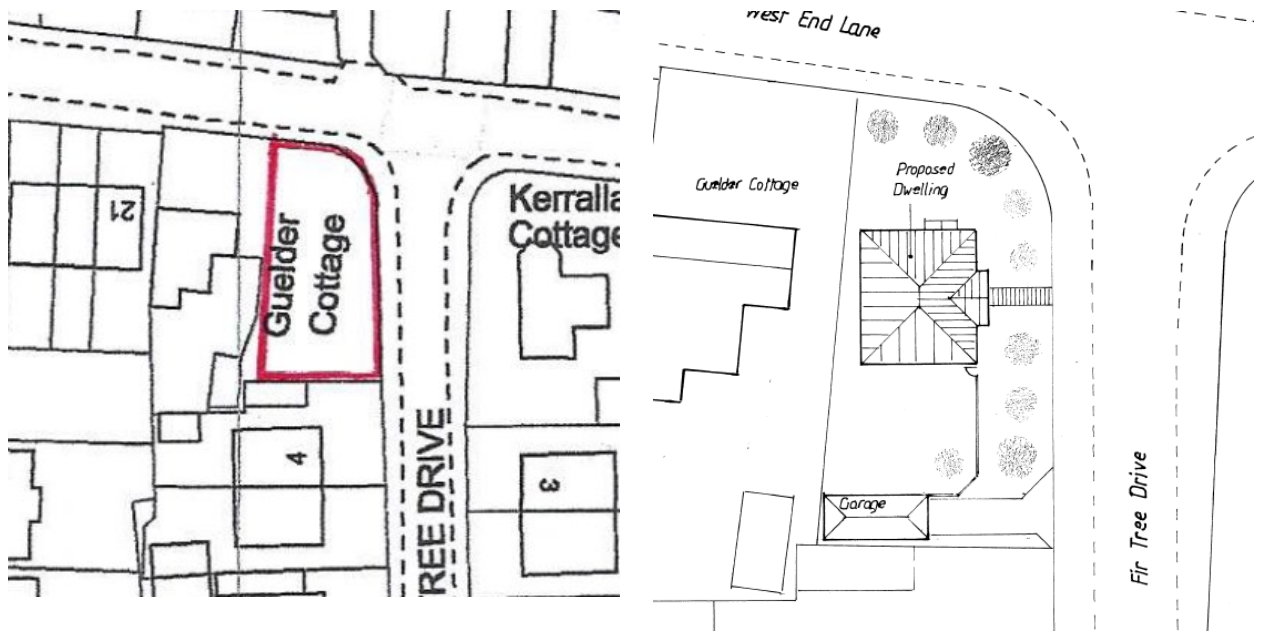 21
Guelder
Cottage
Kerralla
Cottage
4
3
REE DRIVE
West End Lane
Guelder Cottage
Proposed
Dwelling
Garage
Fir Tree Drive